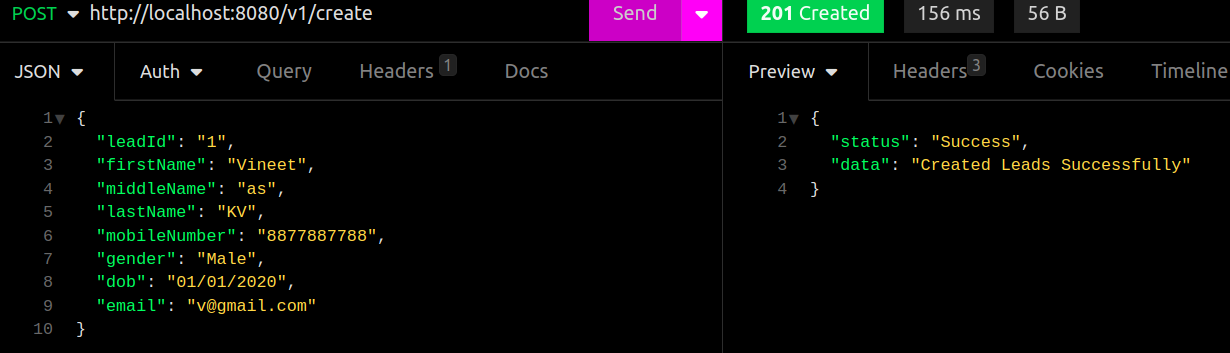 POST http://localhost:8080/v1/create Send 201 Created 156 ms 56 B
JSON Auth Query Headers 1 Docs Preview Headers 3 Cookies Timeline
1 {
2 "leadId": "1",
3 "firstName": "Vineet",
4 "middleName": "as",
5 "lastName": "KV",
6 "mobileNumber": "8877887788",
7 "gender": "Male",
8 "dob": "01/01/2020",
9 "email": "v@gmail.com"
10 }
1 {
2 "status": "Success",
3 "data": "Created Leads Successfully"
4 }